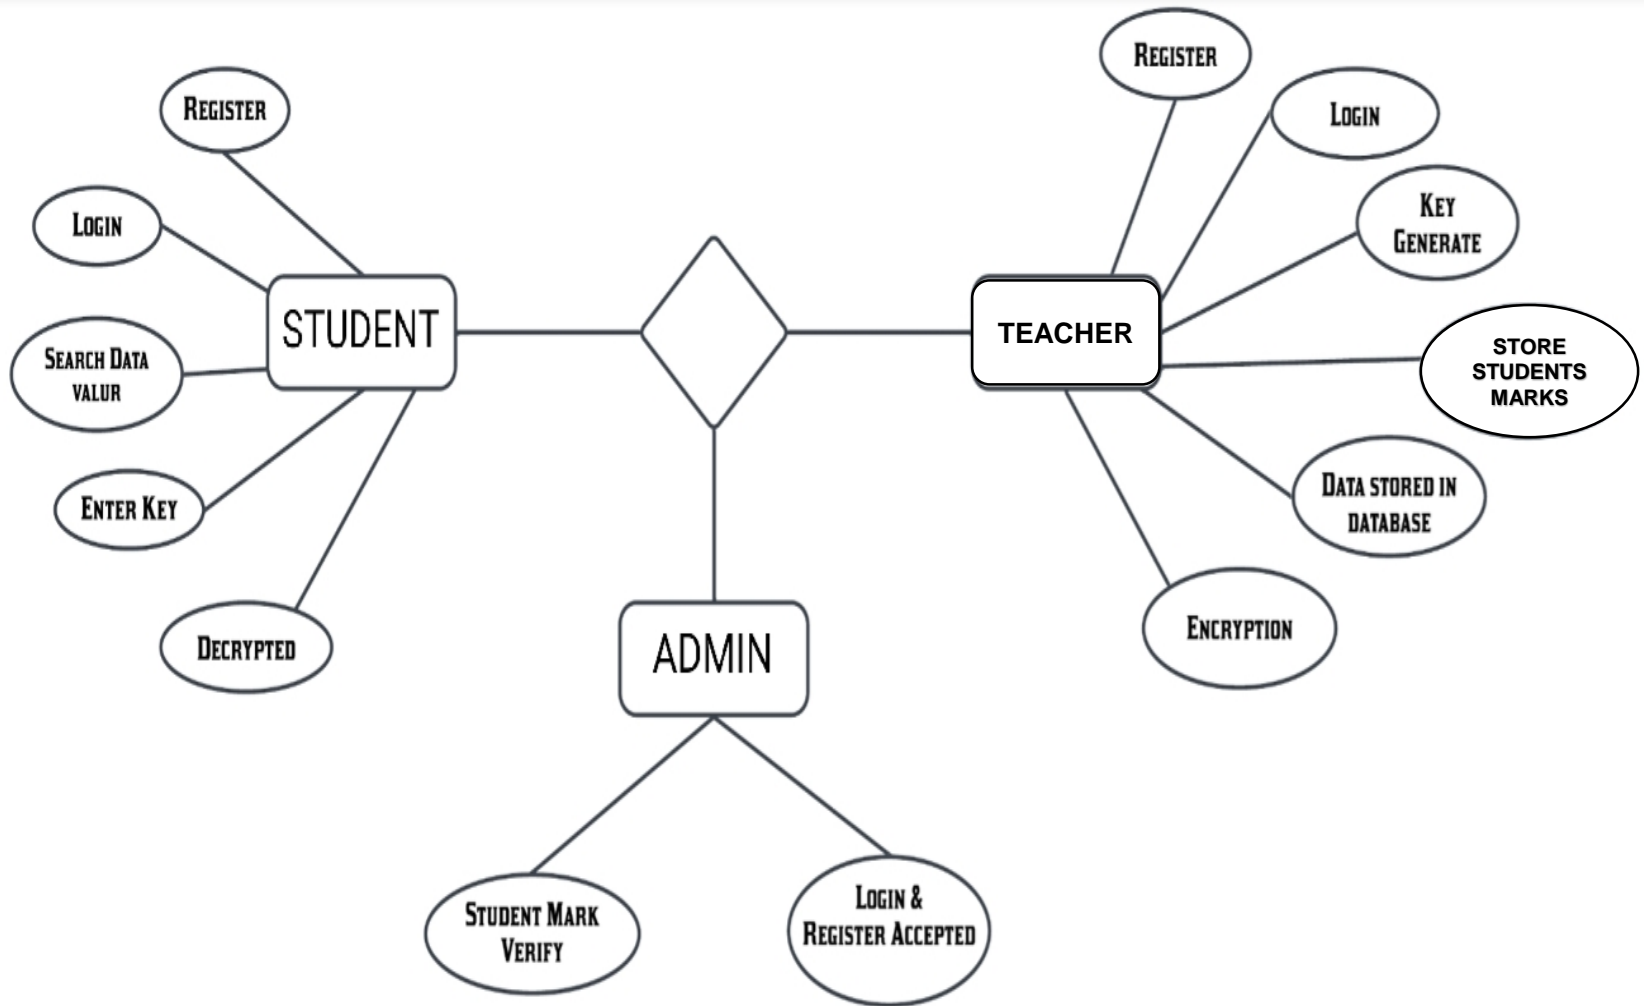 Register
Login
Search Data
valur
Enter Key
Decrypted
STUDENT
Register
Login
Key
Generate
STORE
STUDENTS
MARKS
Data stored in
database
Encryption
TEACHER
ADMIN
Student Mark
Verify
Login &
Register Accepted